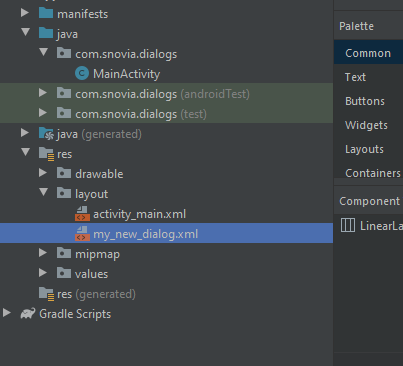 manifests
java
com.snovia.dialogs
MainActivity
com.snovia.dialogs (androidTest)
com.snovia.dialogs (test)
java (generated)
res
drawable
layout
activity_main.xml
my_new_dialog.xml
mipmap
values
res (generated)
Gradle Scripts
Palette
Common
Text
Buttons
Widgets
Layouts
Containers
Component
LinearLa